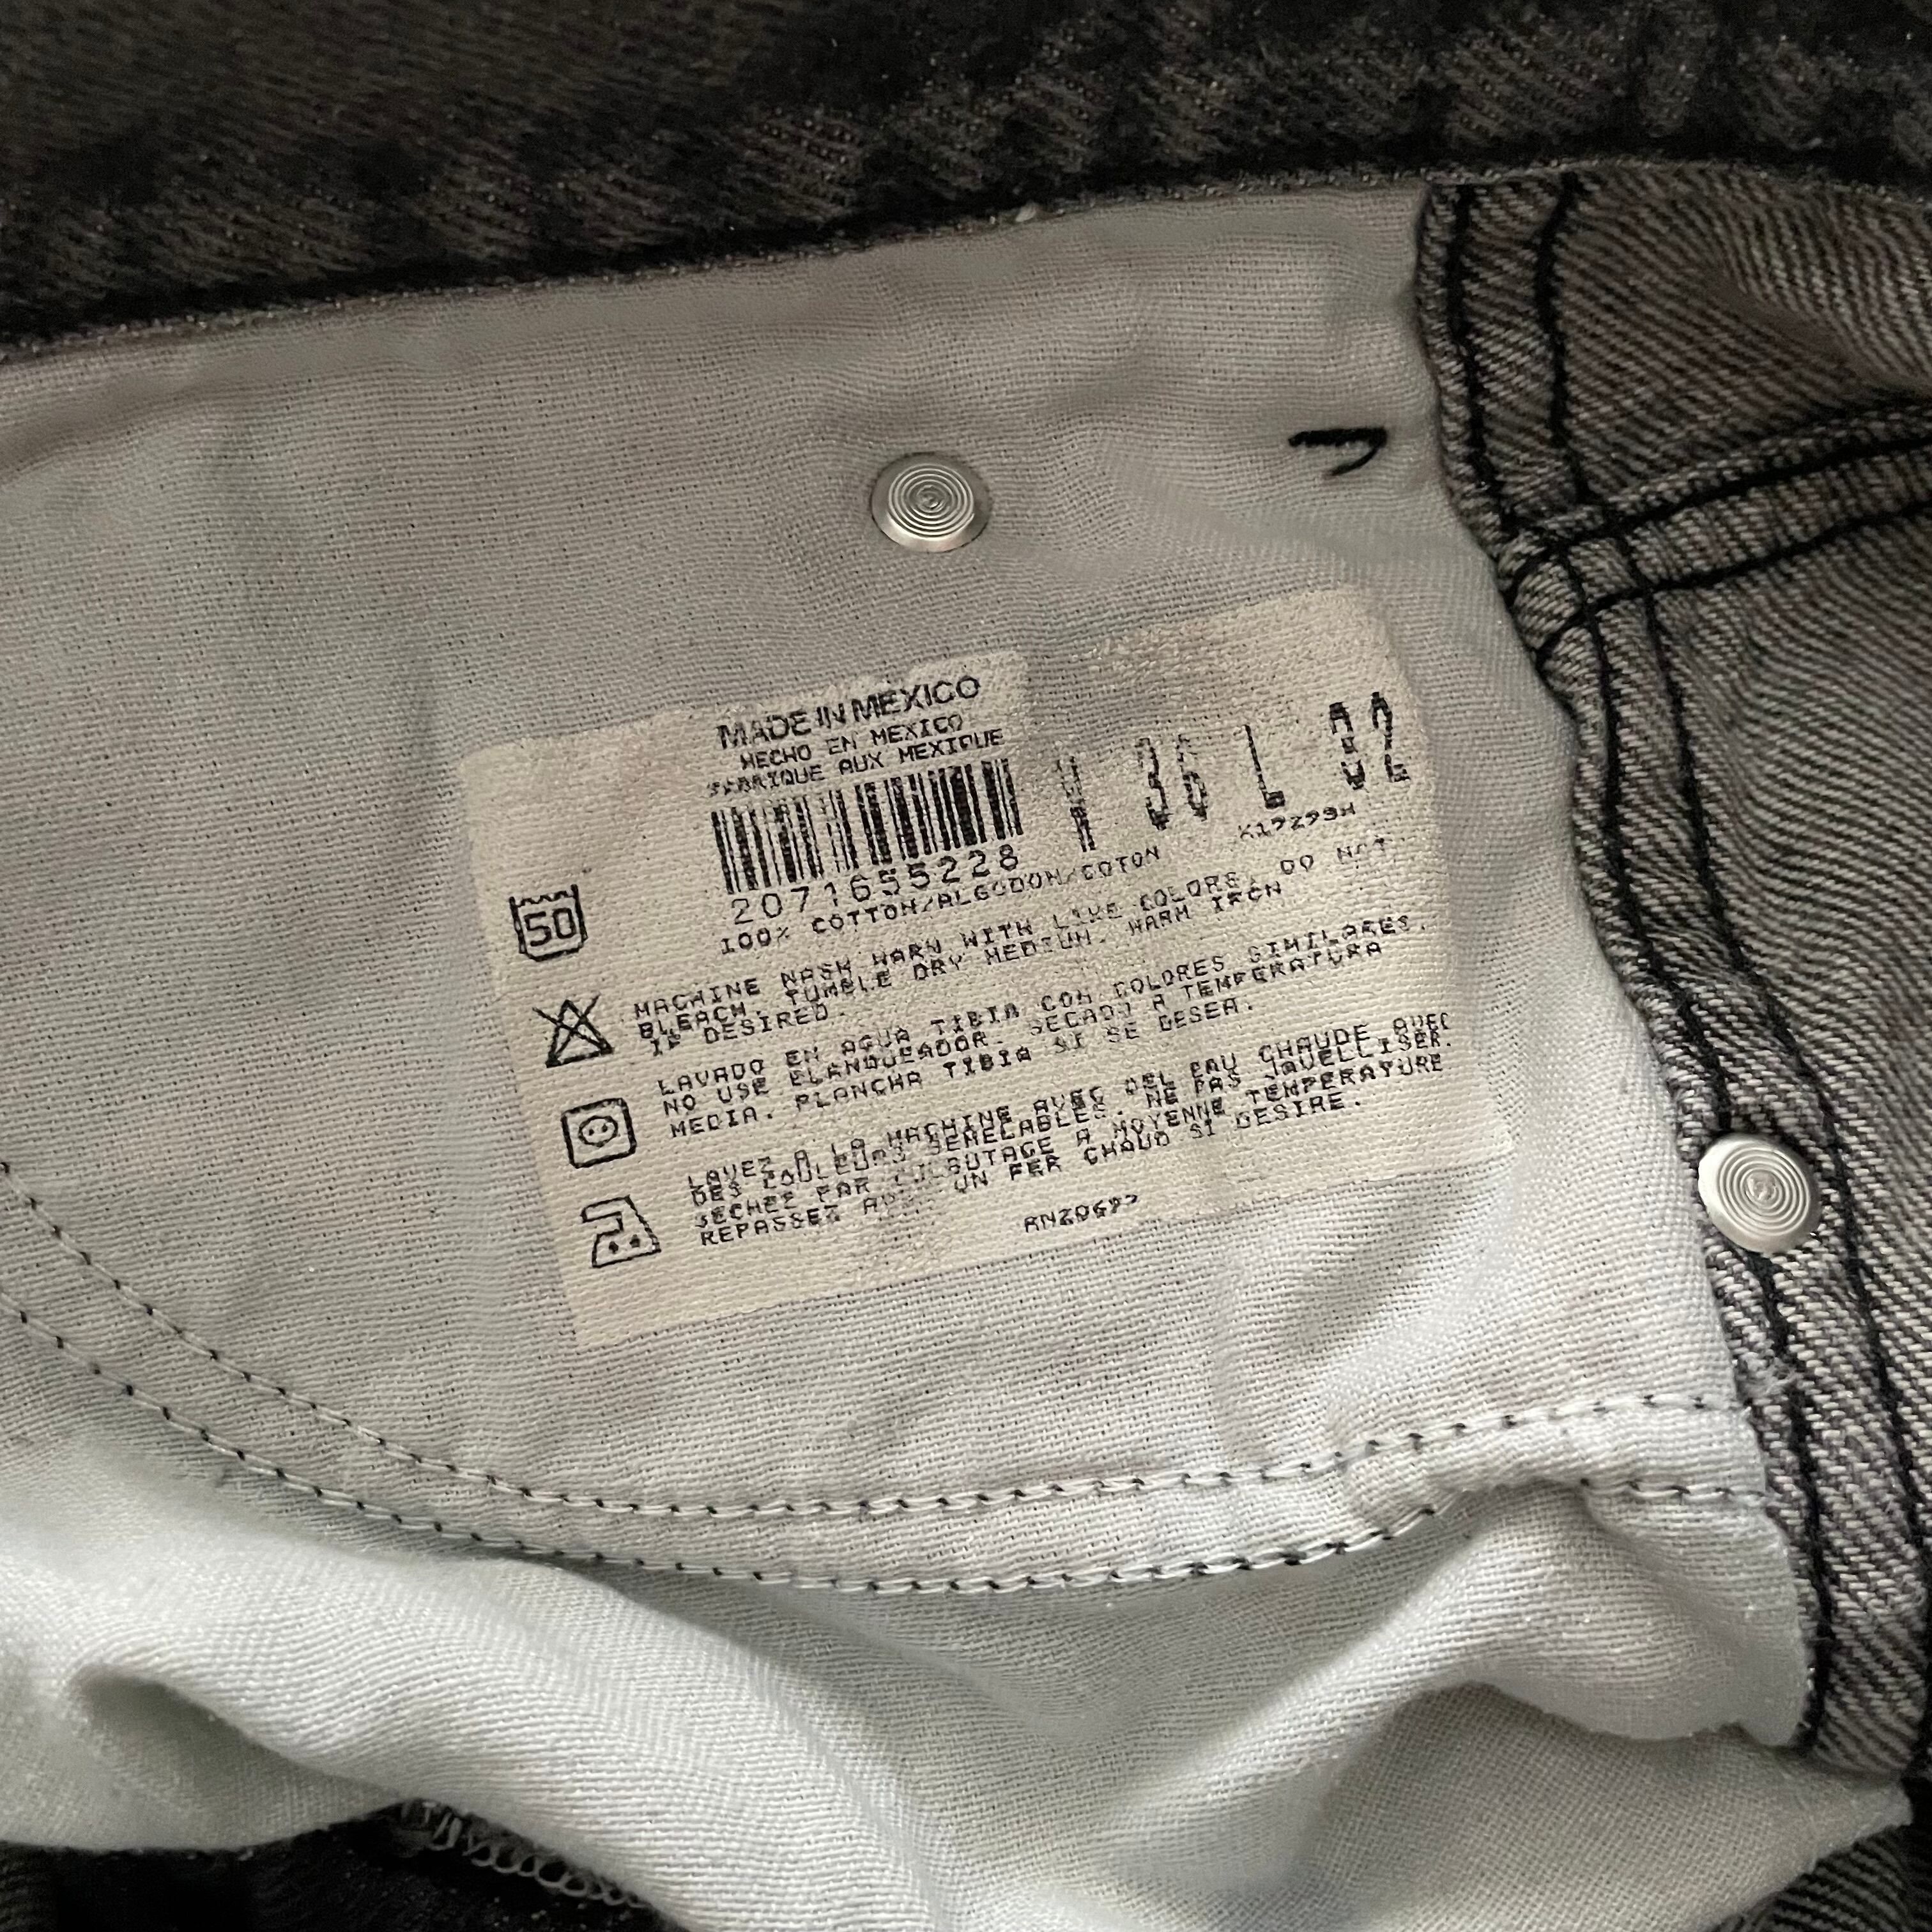 MADE IN MEXICO
HECHO EN MEXICO
FABRIQUE AUX MEXIQUE
W 36 L 32
2071655228
100% COTTON/ALGODON/COTON
50
MACHINE WASH WARM WITH LIKE COLORS. DO NOT
BLEACH. TUMBLE DRY MEDIUM. WARM IRON
IF DESIRED.
LAVADO EN AGUA TIBIA CON COLORES SIMILARES.
NO USE BLANQUEADOR. SECADO A TEMPERATURA
MEDIA. PLANCHA TIBIA SI SE DESEA.
LAVEZ A LA MACHINE AVEC DEL EAU CHAUDE AVEC
DES COULEURS SEMBLABLES. NE PAS JAVELLISER.
SECHEZ PAR CULBUTAGE A MOYENNE TEMPERATURE
REPASSEZ AVEC UN FER CHAUD SI DESIRE.